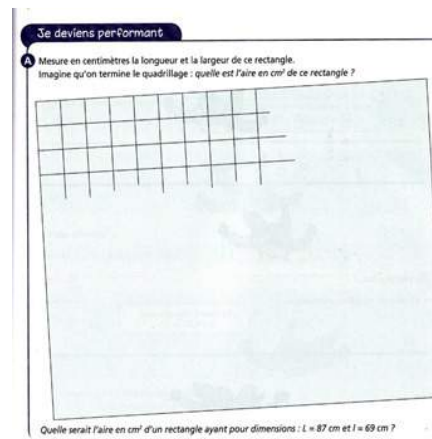 Je deviens performant
A Mesure en centimètres la longueur et la largeur de ce rectangle.
Imagine qu'on termine le quadrillage : quelle est l'aire en cm² de ce rectangle ?
Quelle serait l'aire en cm² d'un rectangle ayant pour dimensions : L = 87 cm et l = 69 cm ?